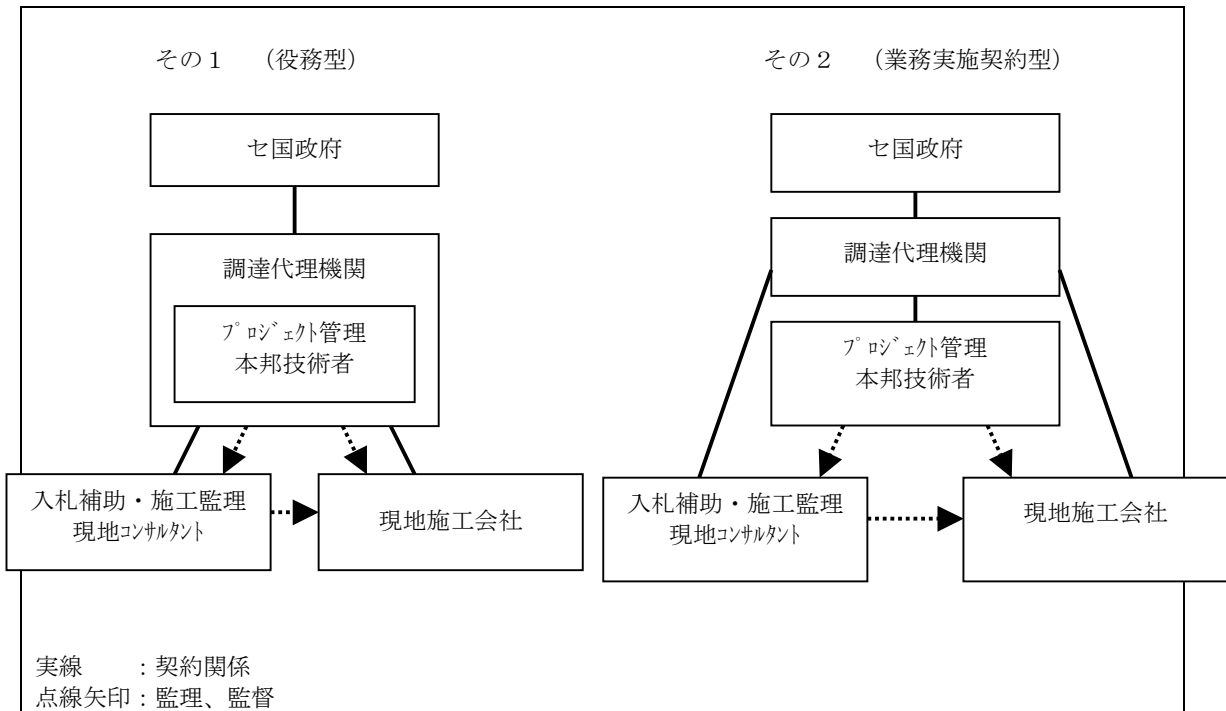 その１　（役務型）
セ国政府
調達代理機関
ﾌﾟﾛｼﾞｪｸﾄ管理
本邦技術者
入札補助・施工監理
現地ｺﾝｻﾙﾀﾝﾄ
現地施工会社
その２　（業務実施契約型）
セ国政府
調達代理機関
ﾌﾟﾛｼﾞｪｸﾄ管理
本邦技術者
入札補助・施工監理
現地ｺﾝｻﾙﾀﾝﾄ
現地施工会社
実線　　：契約関係
点線矢印：監理、監督